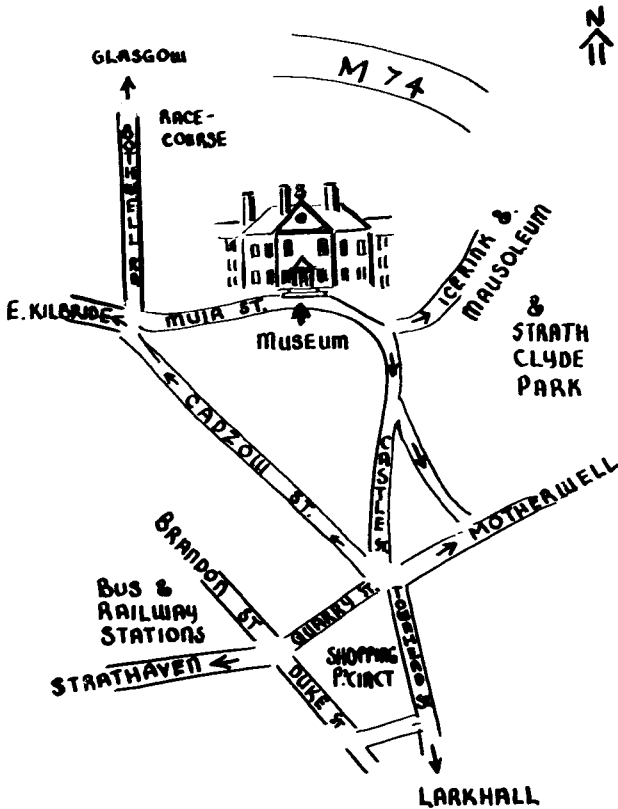 N
GLASGOW
M 74
RACE-
COURSE
BOTHWELL RD
ICERINK &
MAUSOLEUM
&
STRATH
CLYDE
PARK
E. KILBRIDE
MUIR ST.
MUSEUM
CADZOW ST.
CASTLE ST
MOTHERWELL
BRANDON ST
BUS &
RAILWAY
STATIONS
QUARRY ST.
TOWNHEAD ST
SHOPPING
P'CINCT
STRATHAVEN
DUKE ST
LARKHALL